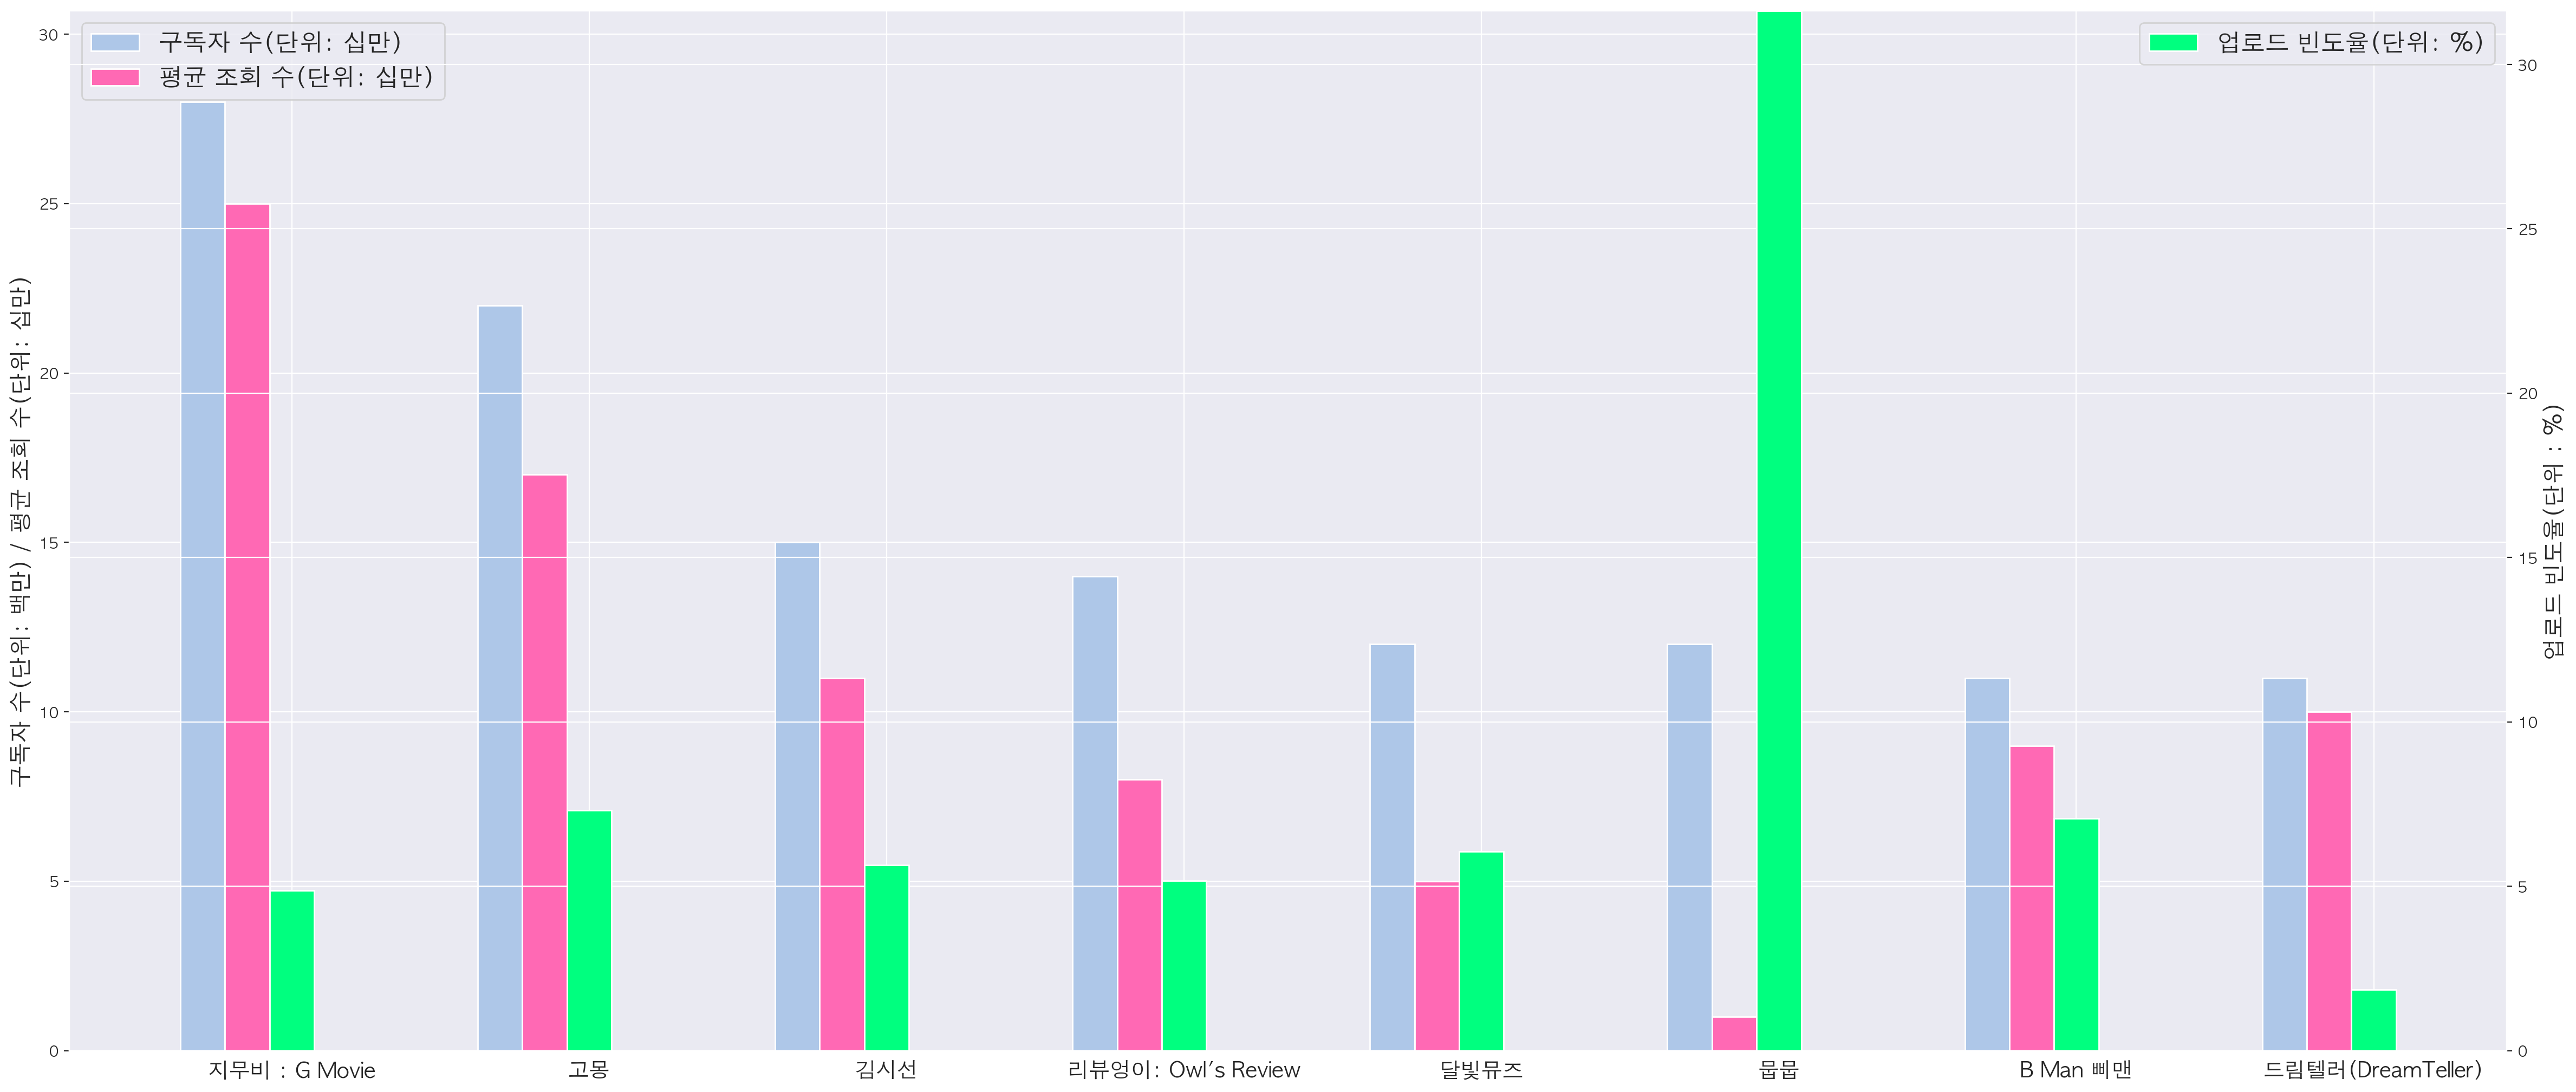 구독자 수(단위: 십만)
평균 조회 수(단위: 십만)
업로드 빈도율(단위: %)
구독자 수(단위: 백만) / 평균 조회 수(단위: 십만)
30
25
20
15
10
5
0
30
25
20
15
10
5
0
업로드 빈도율(단위 : %)
지무비 : G Movie
고몽
김시선
리뷰엉이: Owl's Review
달빛뮤즈
뭅뭅
B Man 삐맨
드림텔러(DreamTeller)